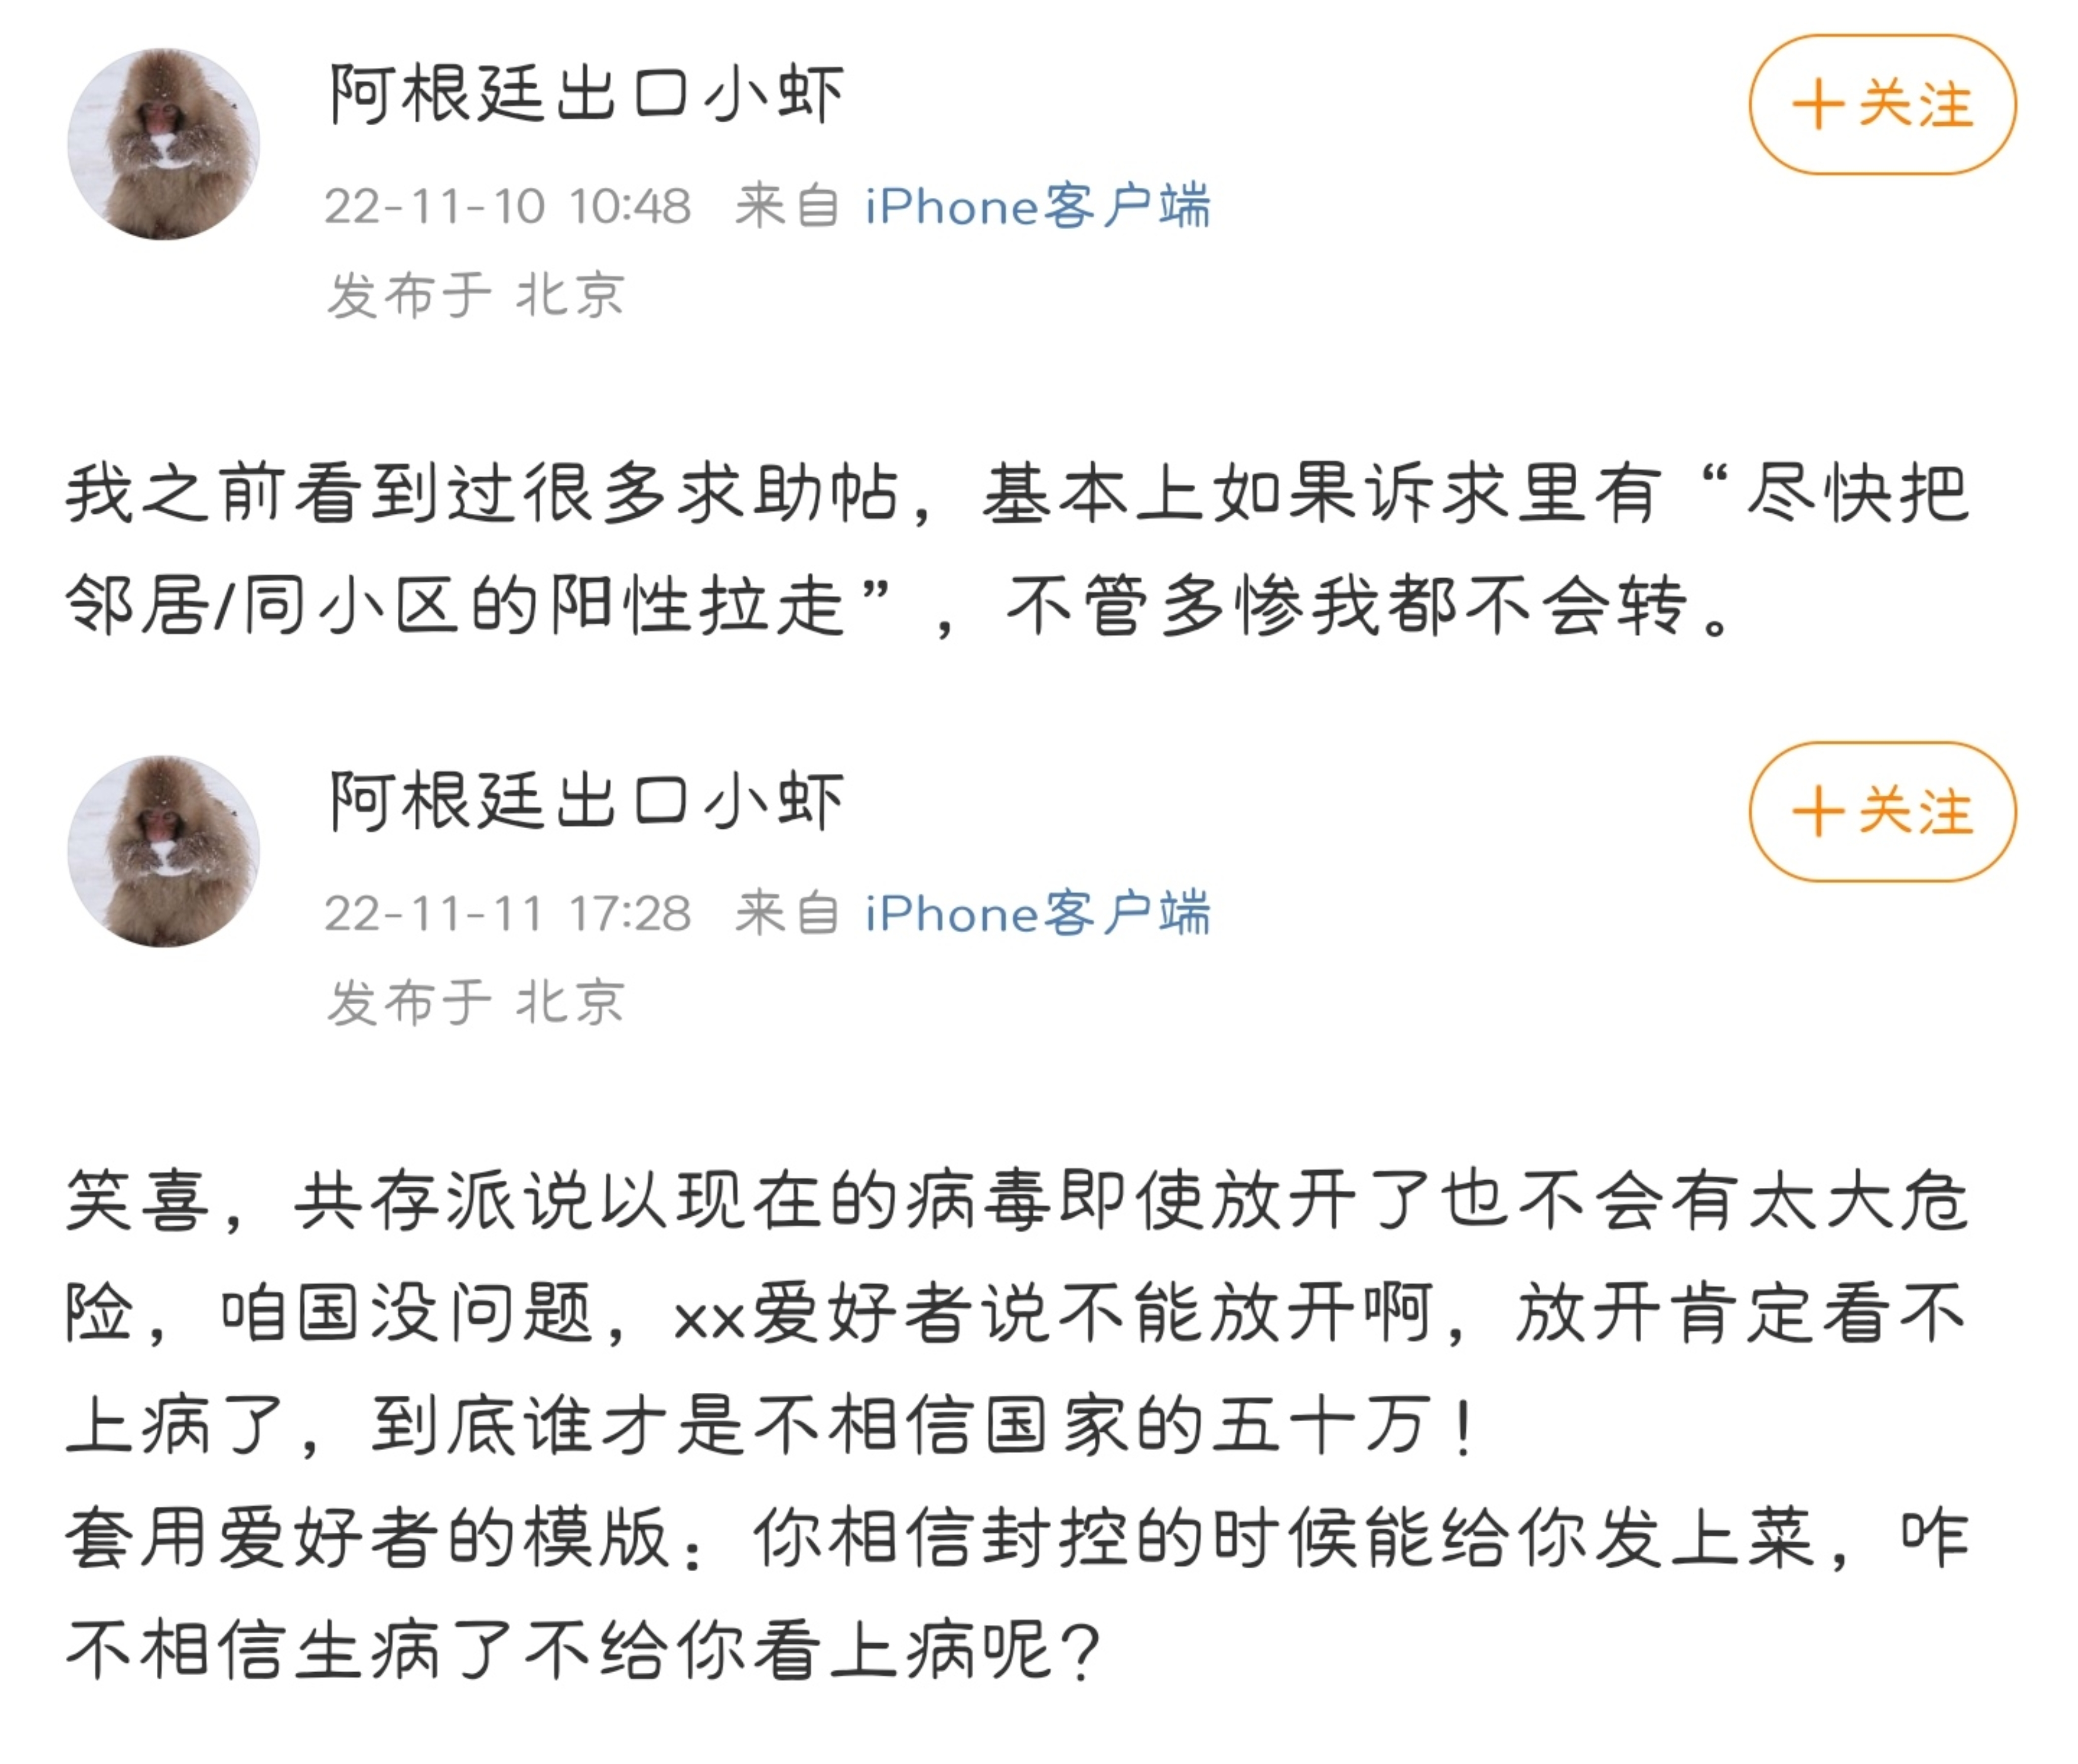 阿根廷出口小虾
+关注
22-11-10 10:48 来自 iPhone客户端
发布于 北京
我之前看到过很多求助帖，基本上如果诉求里有“尽快把
邻居/同小区的阳性拉走”，不管多惨我都不会转。
阿根廷出口小虾
+关注
22-11-11 17:28 来自 iPhone客户端
发布于 北京
笑喜，共存派说以现在的病毒即使放开了也不会有太大危
险，咱国没问题，xx爱好者说不能放开啊，放开肯定看不
上病了，到底谁才是不相信国家的五十万！
套用爱好者的模版：你相信封控的时候能给你发上菜，咋
不相信生病了不给你看上病呢？